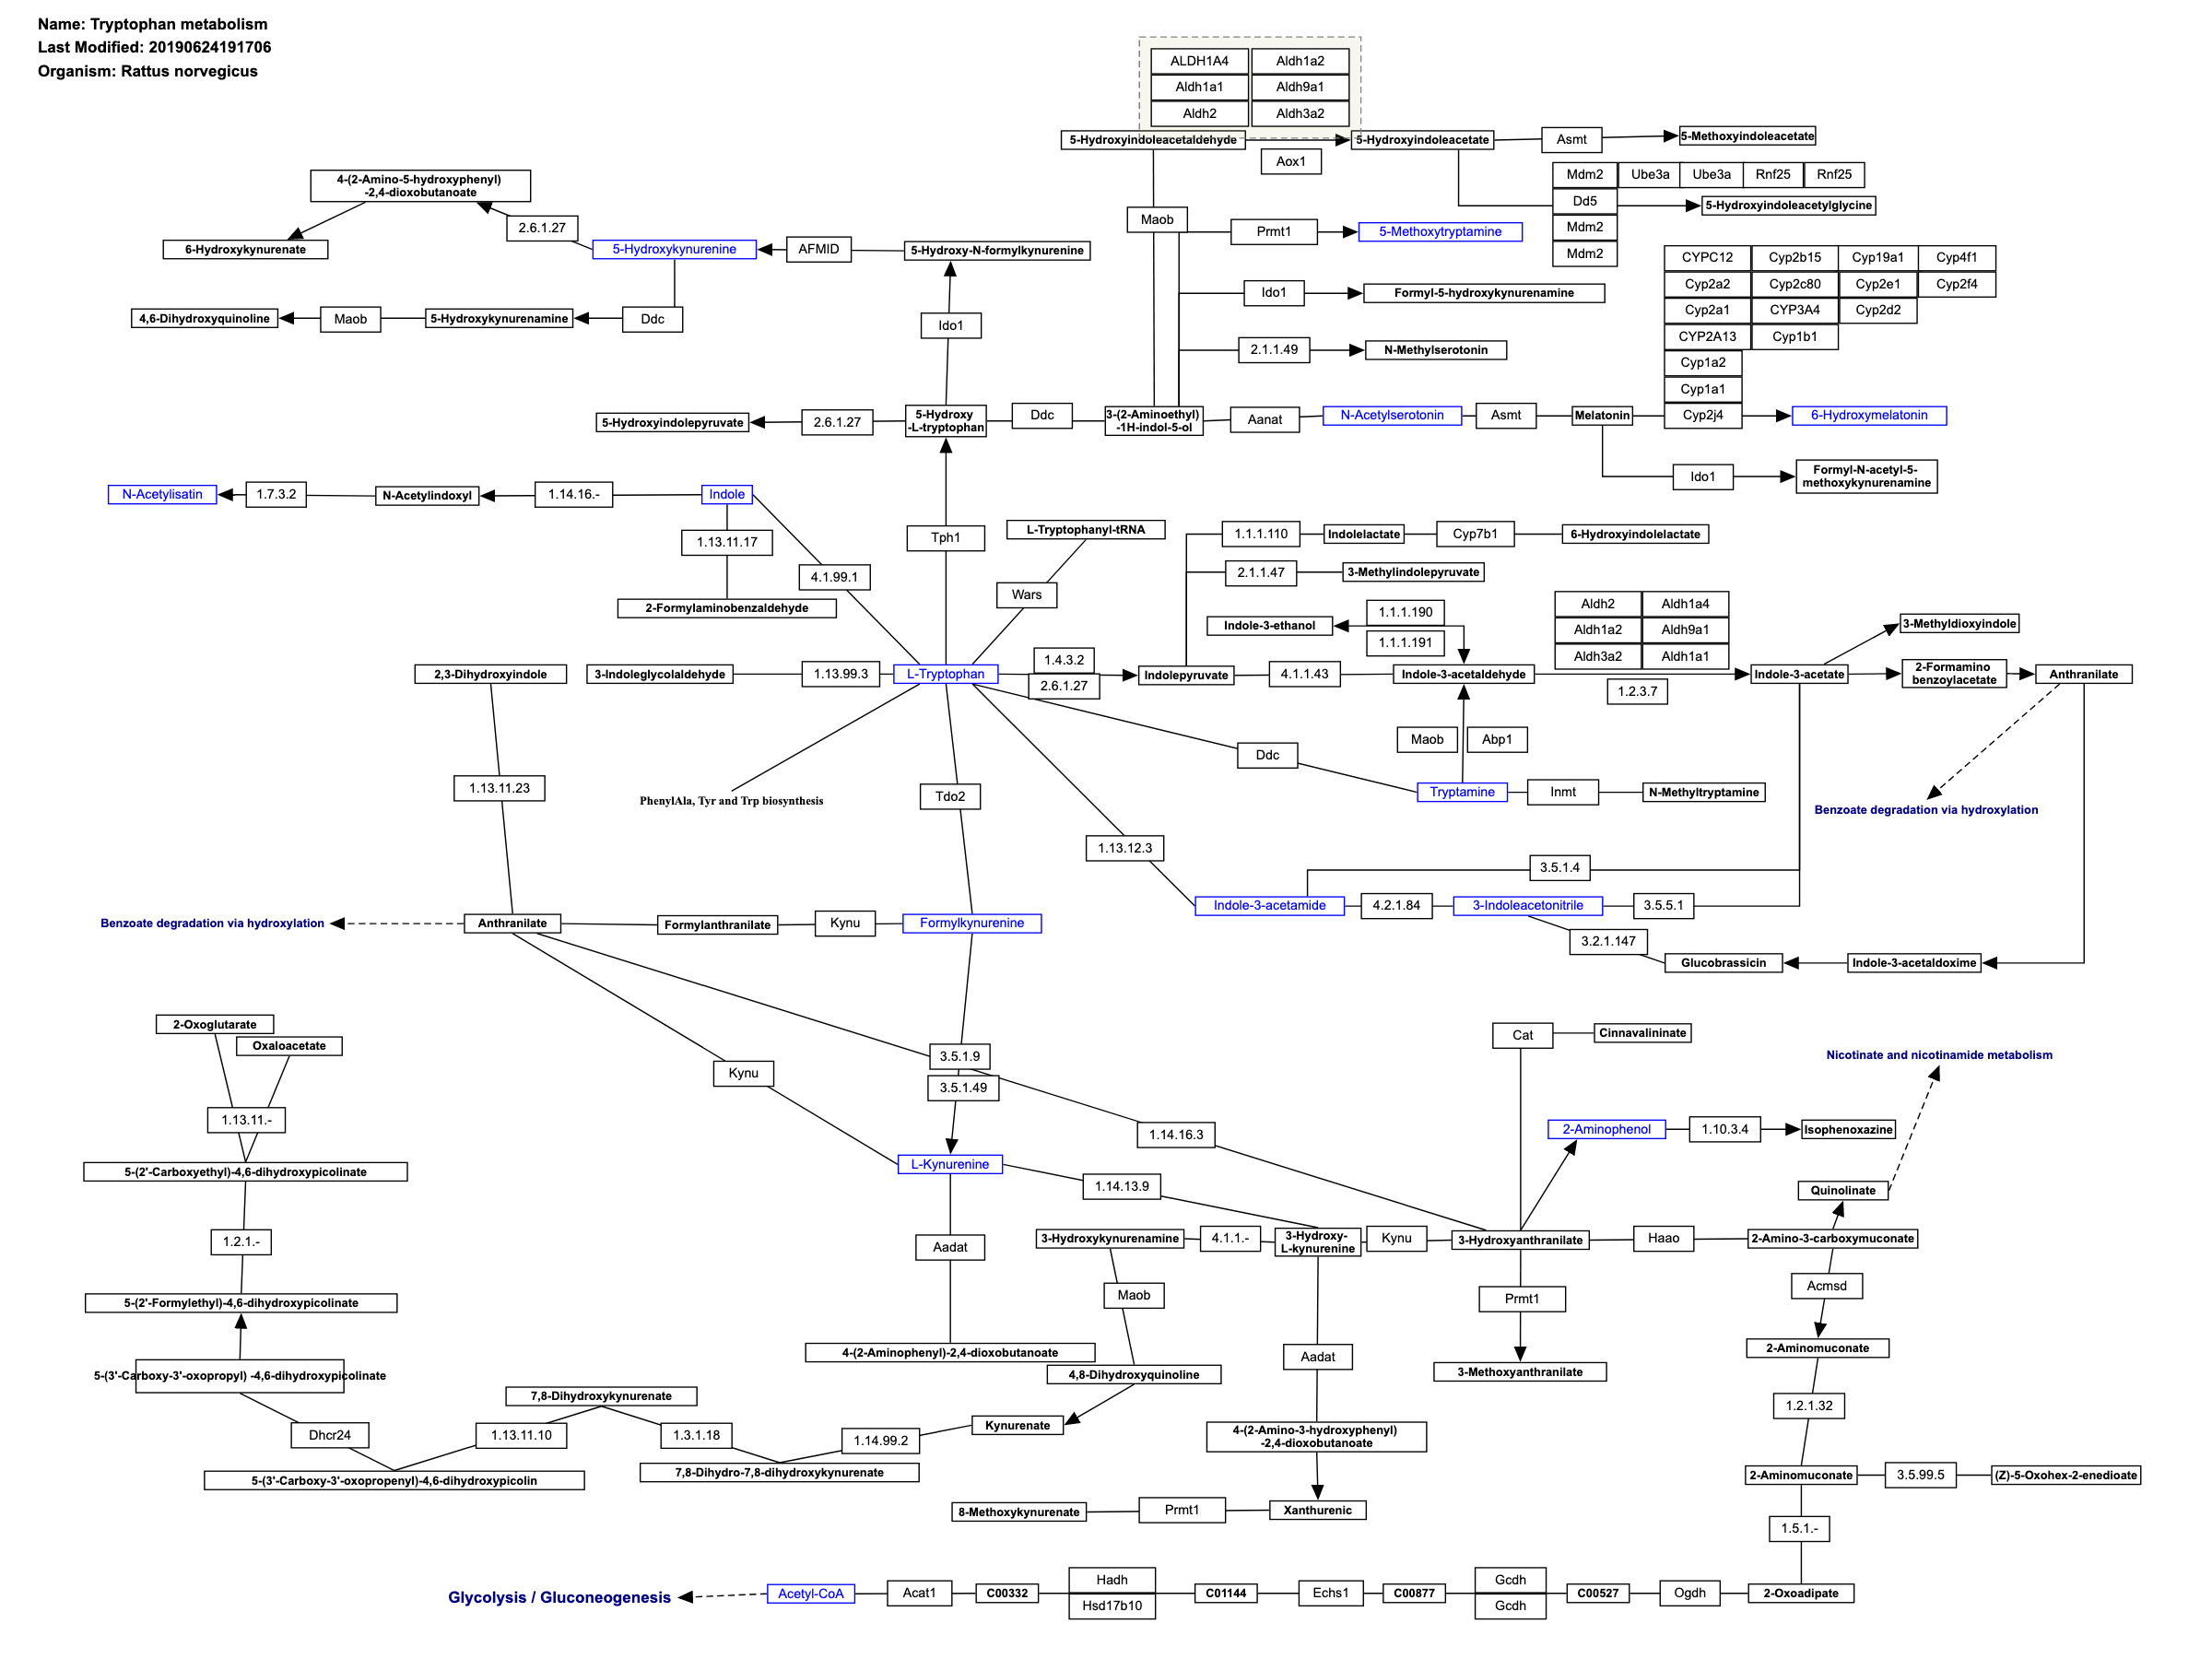 Name: Tryptophan metabolism
Last Modified: 20190624191706
Organism: Rattus norvegicus
ALDH1A4
Aldh1a2
Aldh1a1
Aldh9a1
Aldh2
Aldh3a2
5-Hydroxyindoleacetaldehyde
5-Hydroxyindoleacetate
Asmt
5-Methoxyindoleacetate
Aox1
Mdm2
Ube3a
Ube3a
Rnf25
Rnf25
Dd5
5-Hydroxyindoleacetylglycine
Mdm2
Mdm2
4-(2-Amino-5-hydroxyphenyl)
-2,4-dioxobutanoate
2.6.1.27
6-Hydroxykynurenate
5-Hydroxykynurenine
AFMID
5-Hydroxy-N-formylkynurenine
Maob
Prmt1
5-Methoxytryptamine
CYPC12
Cyp2b15
Cyp19a1
Cyp4f1
Cyp2a2
Cyp2c80
Cyp2e1
Cyp2f4
Cyp2a1
CYP3A4
Cyp2d2
CYP2A13
Cyp1b1
Cyp1a2
Cyp1a1
Cyp2j4
Ido1
Formyl-5-hydroxykynurenamine
4,6-Dihydroxyquinoline
Maob
5-Hydroxykynurenamine
Ddc
Ido1
2.1.1.49
N-Methylserotonin
5-Hydroxyindolepyruvate
2.6.1.27
5-Hydroxy
-L-tryptophan
Ddc
3-(2-Aminoethyl)
-1H-indol-5-ol
Aanat
N-Acetylserotonin
Asmt
Melatonin
6-Hydroxymelatonin
Ido1
Formyl-N-acetyl-5-
methoxykynurenamine
N-Acetylisatin
1.7.3.2
N-Acetylindoxyl
1.14.16.-
Indole
1.13.11.17
Tph1
L-Tryptophanyl-tRNA
1.1.1.110
Indolelactate
Cyp7b1
6-Hydroxyindolelactate
4.1.99.1
Wars
2.1.1.47
3-Methylindolepyruvate
2-Formylaminobenzaldehyde
Indole-3-ethanol
1.1.1.190
1.1.1.191
Aldh2
Aldh1a4
Aldh1a2
Aldh9a1
Aldh3a2
Aldh1a1
3-Methyldioxyindole
2,3-Dihydroxyindole
3-Indoleglycolaldehyde
1.13.99.3
L-Tryptophan
1.4.3.2
2.6.1.27
Indolepyruvate
4.1.1.43
Indole-3-acetaldehyde
1.2.3.7
Indole-3-acetate
2-Formamino
benzoylacetate
Anthranilate
Maob
Abp1
Ddc
1.13.11.23
PhenylAla, Tyr and Trp biosynthesis
Tdo2
Tryptamine
Inmt
N-Methyltryptamine
Benzoate degradation via hydroxylation
1.13.12.3
3.5.1.4
Indole-3-acetamide
4.2.1.84
3-Indoleacetonitrile
3.5.5.1
Benzoate degradation via hydroxylation
Anthranilate
Formylanthranilate
Kynu
Formylkynurenine
3.2.1.147
Glucobrassicin
Indole-3-acetaldoxime
2-Oxoglutarate
Oxaloacetate
Cat
Cinnavalininate
3.5.1.9
Nicotinate and nicotinamide metabolism
Kynu
3.5.1.49
1.13.11.-
1.14.16.3
2-Aminophenol
1.10.3.4
Isophenoxazine
5-(2'-Carboxyethyl)-4,6-dihydroxypicolinate
L-Kynurenine
1.14.13.9
Quinolinate
1.2.1.-
Aadat
3-Hydroxykynurenamine
4.1.1.-
3-Hydroxy-
L-kynurenine
Kynu
3-Hydroxyanthranilate
Haao
2-Amino-3-carboxymuconate
Maob
Prmt1
Acmsd
5-(2'-Formylethyl)-4,6-dihydroxypicolinate
4-(2-Aminophenyl)-2,4-dioxobutanoate
Aadat
2-Aminomuconate
5-(3'-Carboxy-3'-oxopropyl) -4,6-dihydroxypicolinate
4,8-Dihydroxyquinoline
3-Methoxyanthranilate
7,8-Dihydroxykynurenate
1.2.1.32
Dhcr24
1.13.11.10
1.3.1.18
1.14.99.2
Kynurenate
4-(2-Amino-3-hydroxyphenyl)
-2,4-dioxobutanoate
5-(3'-Carboxy-3'-oxopropenyl)-4,6-dihydroxypicolin
7,8-Dihydro-7,8-dihydroxykynurenate
2-Aminomuconate
3.5.99.5
(Z)-5-Oxohex-2-enedioate
8-Methoxykynurenate
Prmt1
Xanthurenic
1.5.1.-
Glycolysis / Gluconeogenesis
Acetyl-CoA
Acat1
C00332
Hadh
Hsd17b10
C01144
Echs1
C00877
Gcdh
Gcdh
C00527
Ogdh
2-Oxoadipate